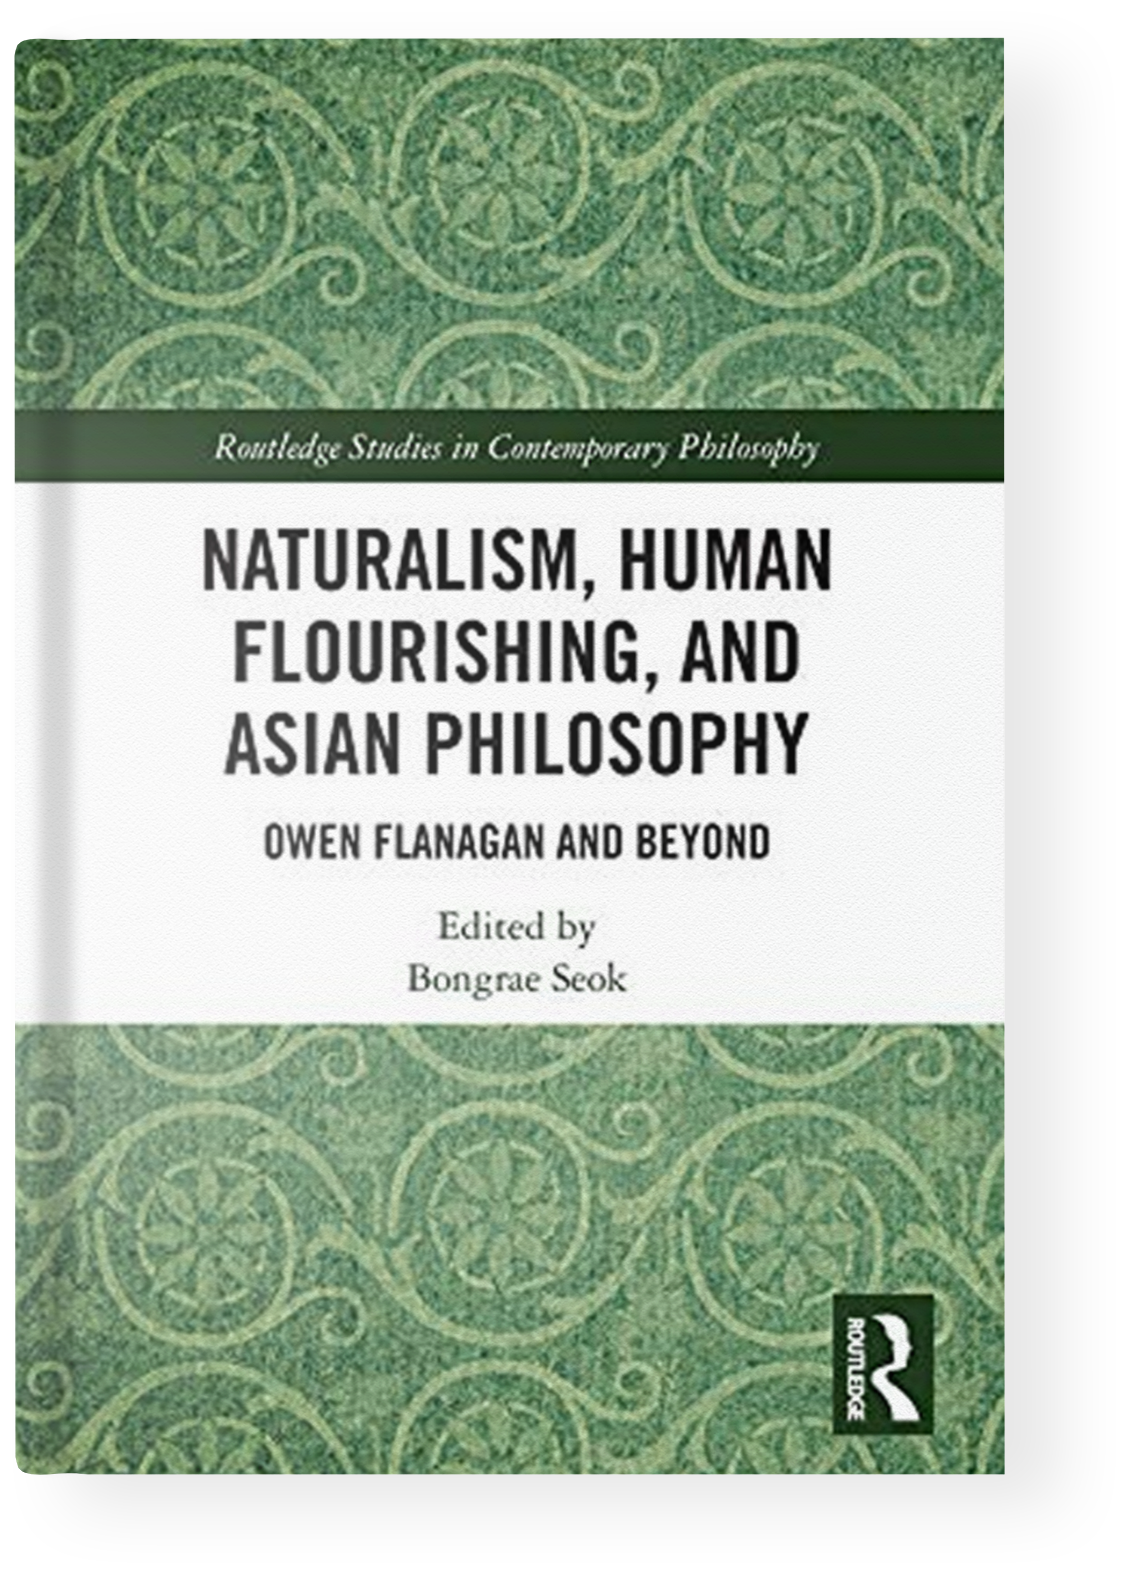 Routledge Studies in Contemporary Philosophy
NATURALISM, HUMAN
FLOURISHING, AND
ASIAN PHILOSOPHY
OWEN FLANAGAN AND BEYOND
Edited by
Bongrae Seok
ROUTLEDGE